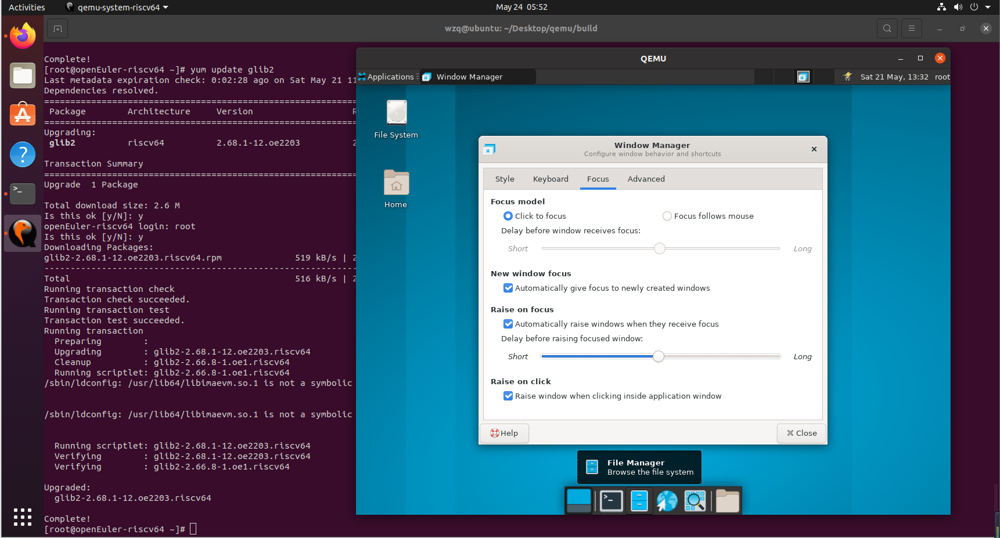 Activities
qemu-system-riscv64
May 24 05:52
wzq@ubuntu: ~/Desktop/qemu/build
Complete!
[root@openEuler-riscv64 ~]# yum update glib2
Last metadata expiration check: 0:02:28 ago on Sat May 21 11
Dependencies resolved.
================================================================
Package Architecture Version R
================================================================
Upgrading:
glib2 riscv64 2.68.1-12.oe2203 2
Transaction Summary
================================================================
Upgrade 1 Package
Total download size: 2.6 M
Is this ok [y/N]: y
openEuler-riscv64 login: root
Is this ok [y/N]: y
Downloading Packages:
glib2-2.68.1-12.oe2203.riscv64.rpm 519 kB/s | 2
----------------------------------------------------------------
Total 516 kB/s | 2
Running transaction check
Transaction check succeeded.
Running transaction test
Transaction test succeeded.
Running transaction
Preparing :
Upgrading : glib2-2.68.1-12.oe2203.riscv64
Cleanup : glib2-2.66.8-1.oe1.riscv64
Running scriptlet: glib2-2.66.8-1.oe1.riscv64
/sbin/ldconfig: /usr/lib64/libimaevm.so.1 is not a symbolic
/sbin/ldconfig: /usr/lib64/libimaevm.so.1 is not a symbolic
Running scriptlet: glib2-2.68.1-12.oe2203.riscv64
Verifying : glib2-2.68.1-12.oe2203.riscv64
Verifying : glib2-2.66.8-1.oe1.riscv64
Upgraded:
glib2-2.68.1-12.oe2203.riscv64
Complete!
[root@openEuler-riscv64 ~]#
QEMU
Applications
Window Manager
Sat 21 May, 13:32 root
File System
Home
Window Manager
Configure window behavior and shortcuts
Style Keyboard Focus Advanced
Focus model
Click to focus
Focus follows mouse
Delay before window receives focus:
Short
Long
New window focus
Automatically give focus to newly created windows
Raise on focus
Automatically raise windows when they receive focus
Delay before raising focused window:
Short
Long
Raise on click
Raise window when clicking inside application window
Help
Close
File Manager
Browse the file system